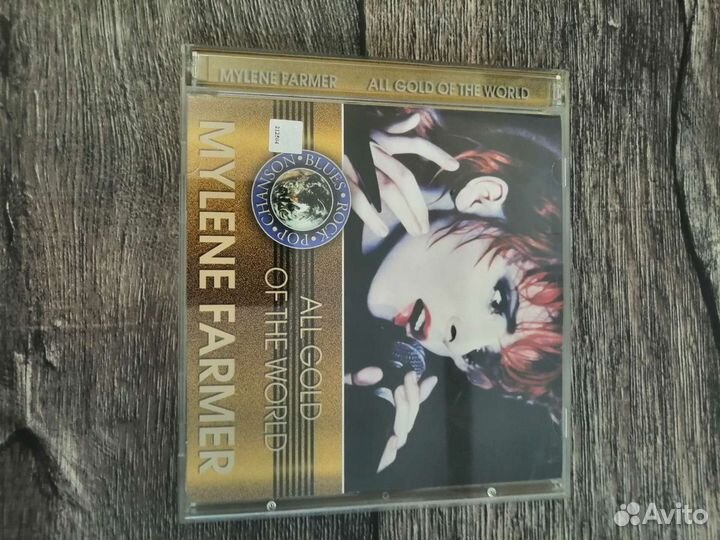 MYLENE FARMER ALL GOLD OF THE WORLD
CHANSON • BLUES • ROCK • POP •
ALL GOLD
OF THE WORLD
MYLENE FARMER
Avito